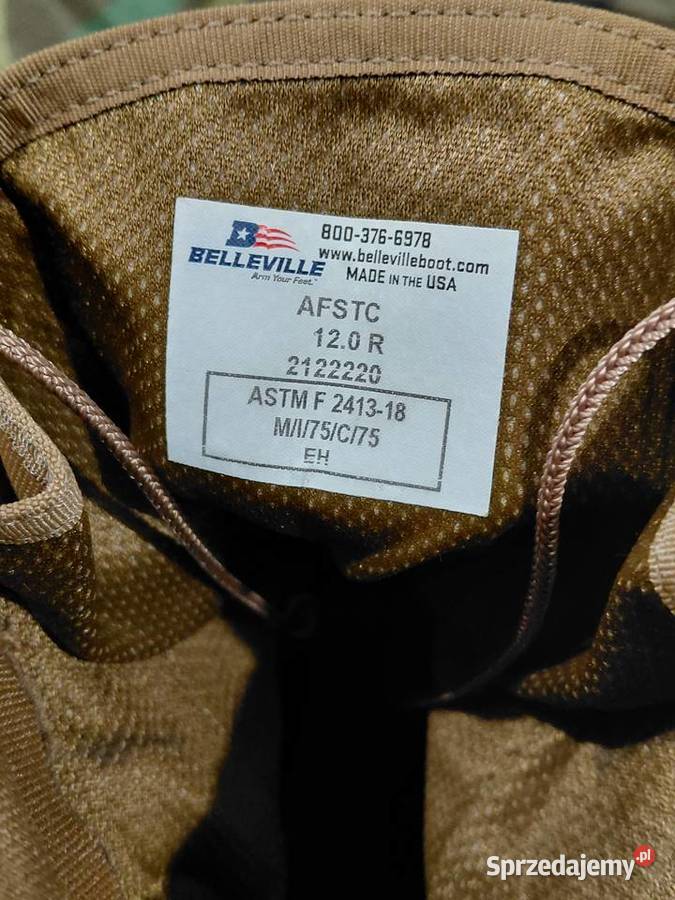 BELLEVILLE
Arm Your Feet.™
800-376-6978
www.bellevilleboot.com
MADE IN THE USA
AFSTC
12.0 R
2122220
ASTM F 2413-18
M/I/75/C/75
EH
Sprzedajemy.pl